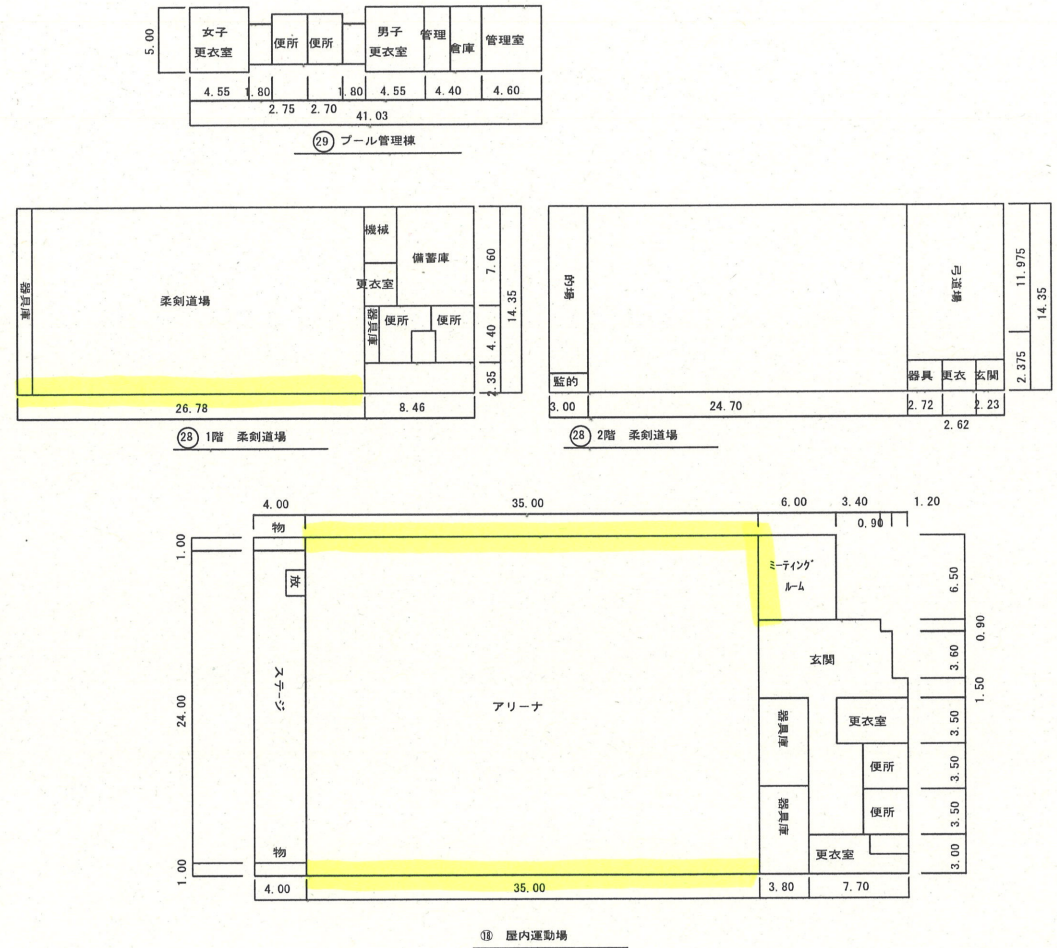 5.00
女子
更衣室
便所
便所
男子
更衣室
管理
倉庫
管理室
4.55
1.80
1.80
4.55
4.40
4.60
2.75
2.70
41.03
29 プール管理棟
器具庫
柔剣道場
機械
更衣室
備蓄庫
器具庫
便所
便所
7.60
4.40
2.35
14.35
26.78
8.46
28 1階 柔剣道場
的場
監的
弓道場
器具
更衣
玄関
11.975
2.375
14.35
3.00
24.70
2.72
2.23
2.62
28 2階 柔剣道場
4.00
35.00
6.00
3.40
1.20
0.90
物
1.00
放
ミーティング
ルーム
6.50
0.90
玄関
3.60
1.50
ステージ
アリーナ
24.00
器具庫
更衣室
3.50
便所
3.50
器具庫
便所
3.50
物
更衣室
3.00
1.00
4.00
35.00
3.80
7.70
⑱ 屋内運動場